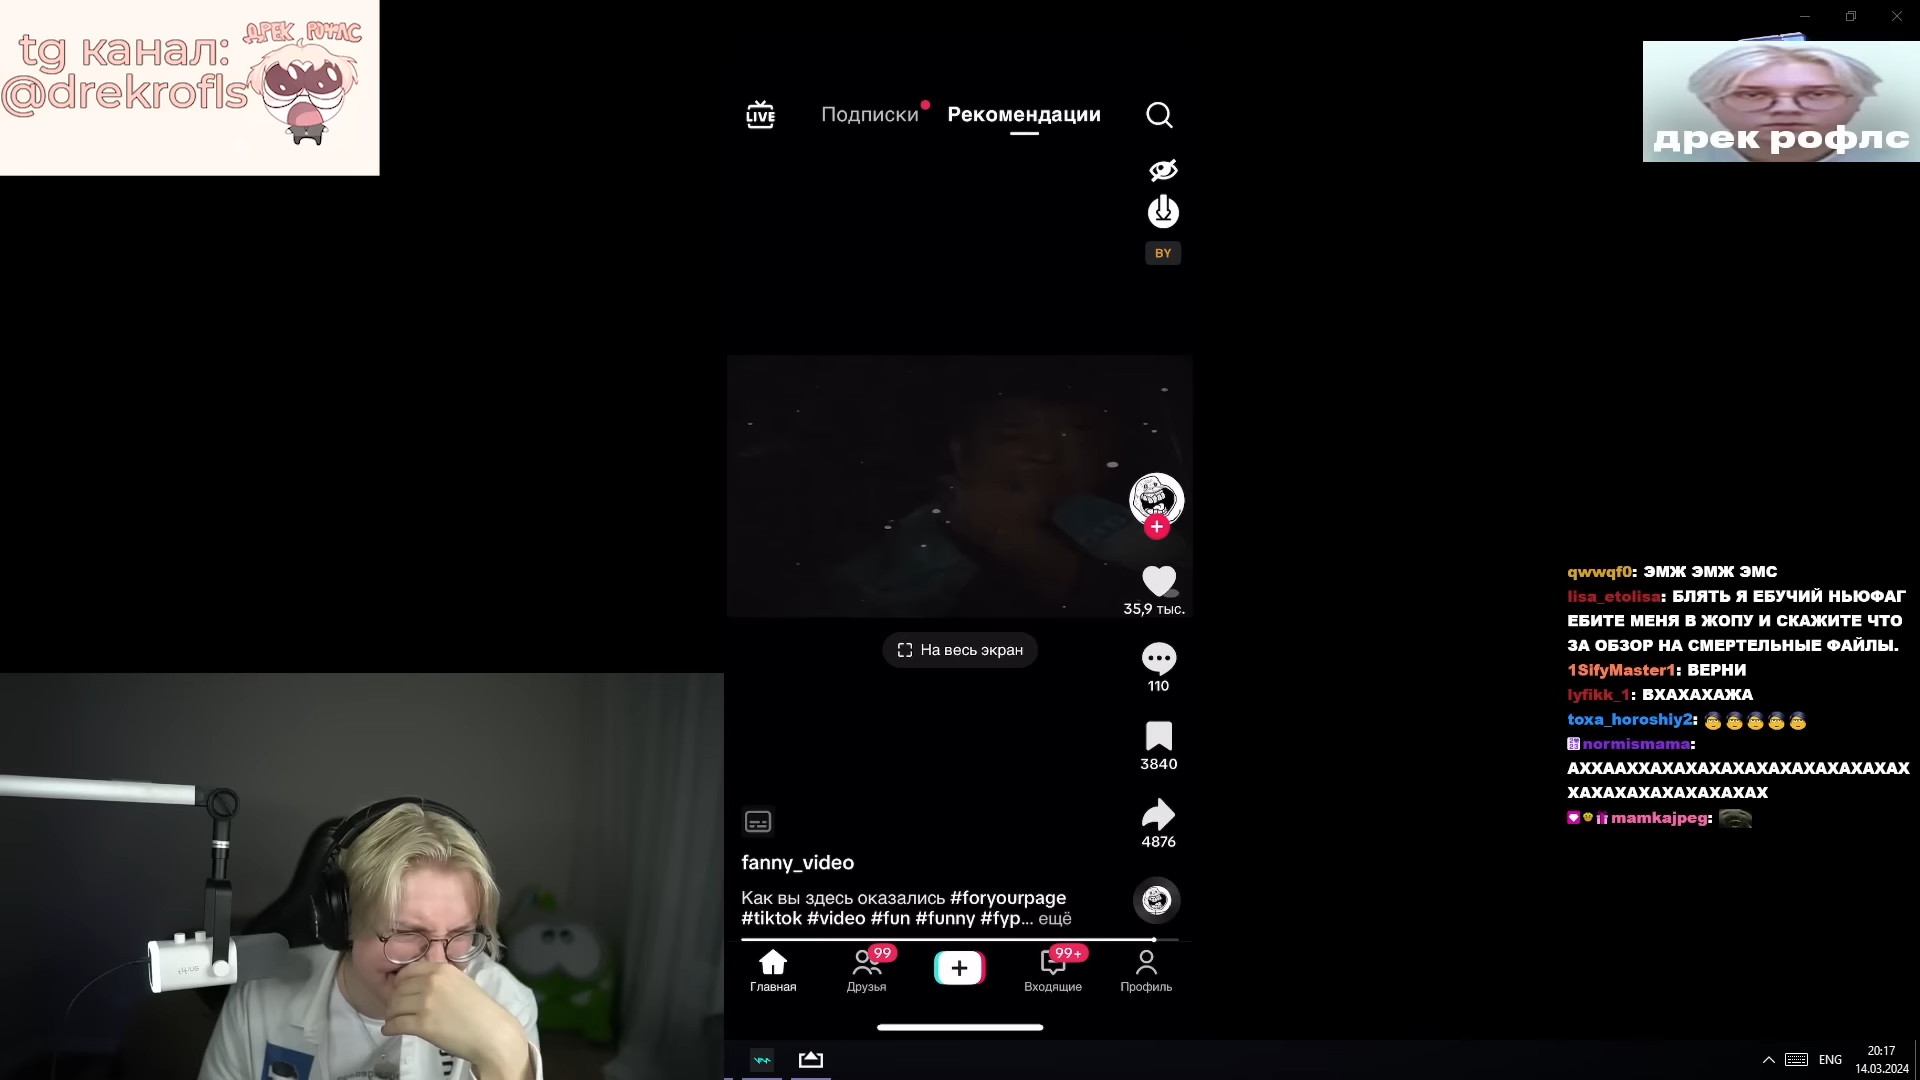 tg канал:
@drekrofls
ДРЕК РОФЛС
LIVE
Подписки
Рекомендации
BY
дрек рофлс
35,9 тыс.
На весь экран
110
3840
4876
fanny_video
Как вы здесь оказались #foryourpage
#tiktok #video #fun #funny #fyp... ещё
99
99+
Главная
Друзья
Входящие
Профиль
qwwqf0: ЭМЖ ЭМЖ ЭМС
lisa_etolisa: БЛЯТЬ Я ЕБУЧИЙ НЬЮФАГ
ЕБИТЕ МЕНЯ В ЖОПУ И СКАЖИТЕ ЧТО
ЗА ОБЗОР НА СМЕРТЕЛЬНЫЕ ФАЙЛЫ.
1SifyMaster1: ВЕРНИ
lyfikk_1: ВХАХАХАЖА
toxa_horoshiy2:
normismama:
АХХААХХАХАХАХАХАХАХАХАХАХАХАХ
ХАХАХАХАХАХАХАХАХ
mamkajpeg:
ENG
20:17
14.03.2024